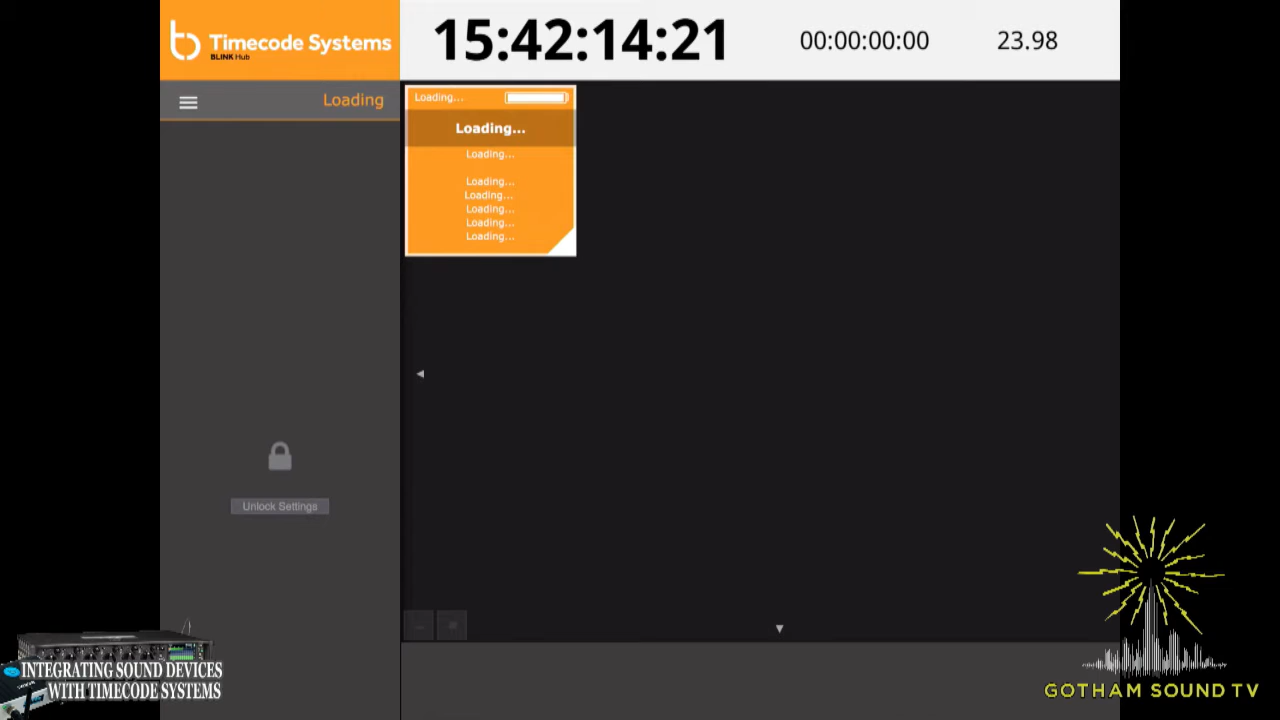 Timecode Systems
BLINK Hub
15:42:14:21
00:00:00:00
23.98
Loading
Loading...
Loading...
Loading...
Loading...
Loading...
Loading...
Loading...
Loading...
Unlock Settings
INTEGRATING SOUND DEVICES
WITH TIMECODE SYSTEMS
GOTHAM SOUND TV